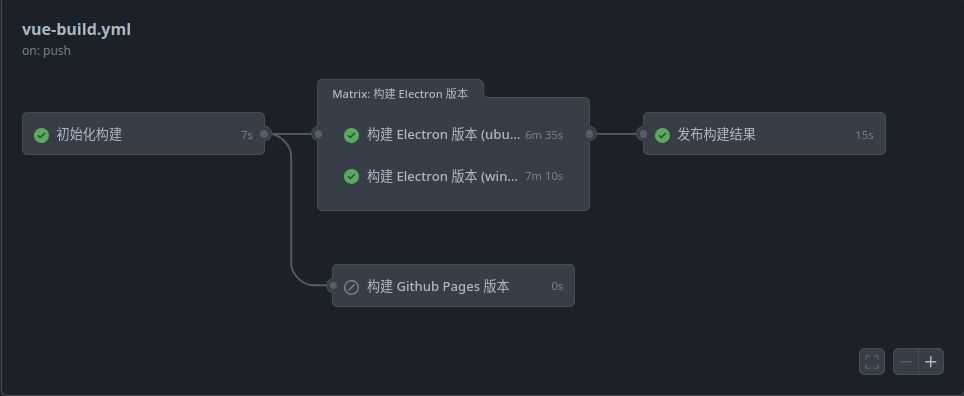 vue-build.yml
on: push
Matrix: 构建 Electron 版本
初始化构建 7s
构建 Electron 版本 (ubu... 6m 35s
发布构建结果 15s
构建 Electron 版本 (win... 7m 10s
构建 Github Pages 版本 0s